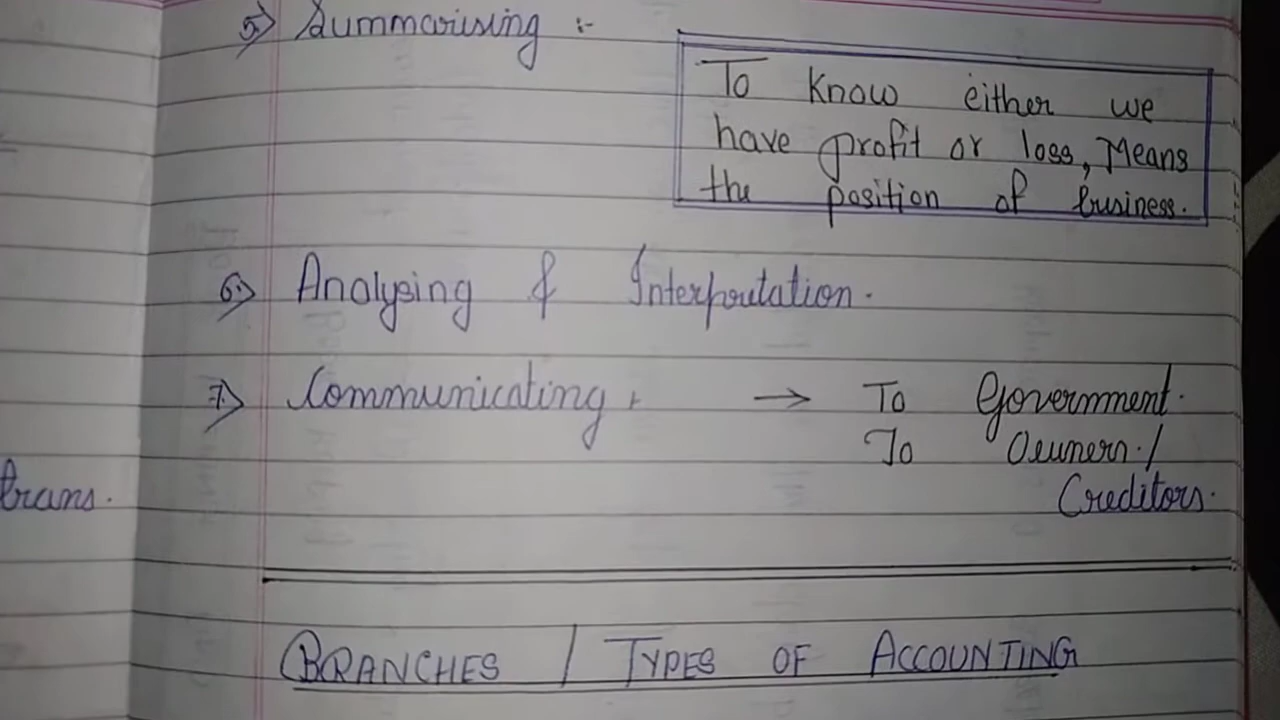 5) Summarising :-
To know either we
have profit or loss, Means
the position of business.
6) Analysing & Interpretation.
7) Communicating → To Government.
To Owners. /
Creditors.
trans.
BRANCHES / TYPES OF ACCOUNTING